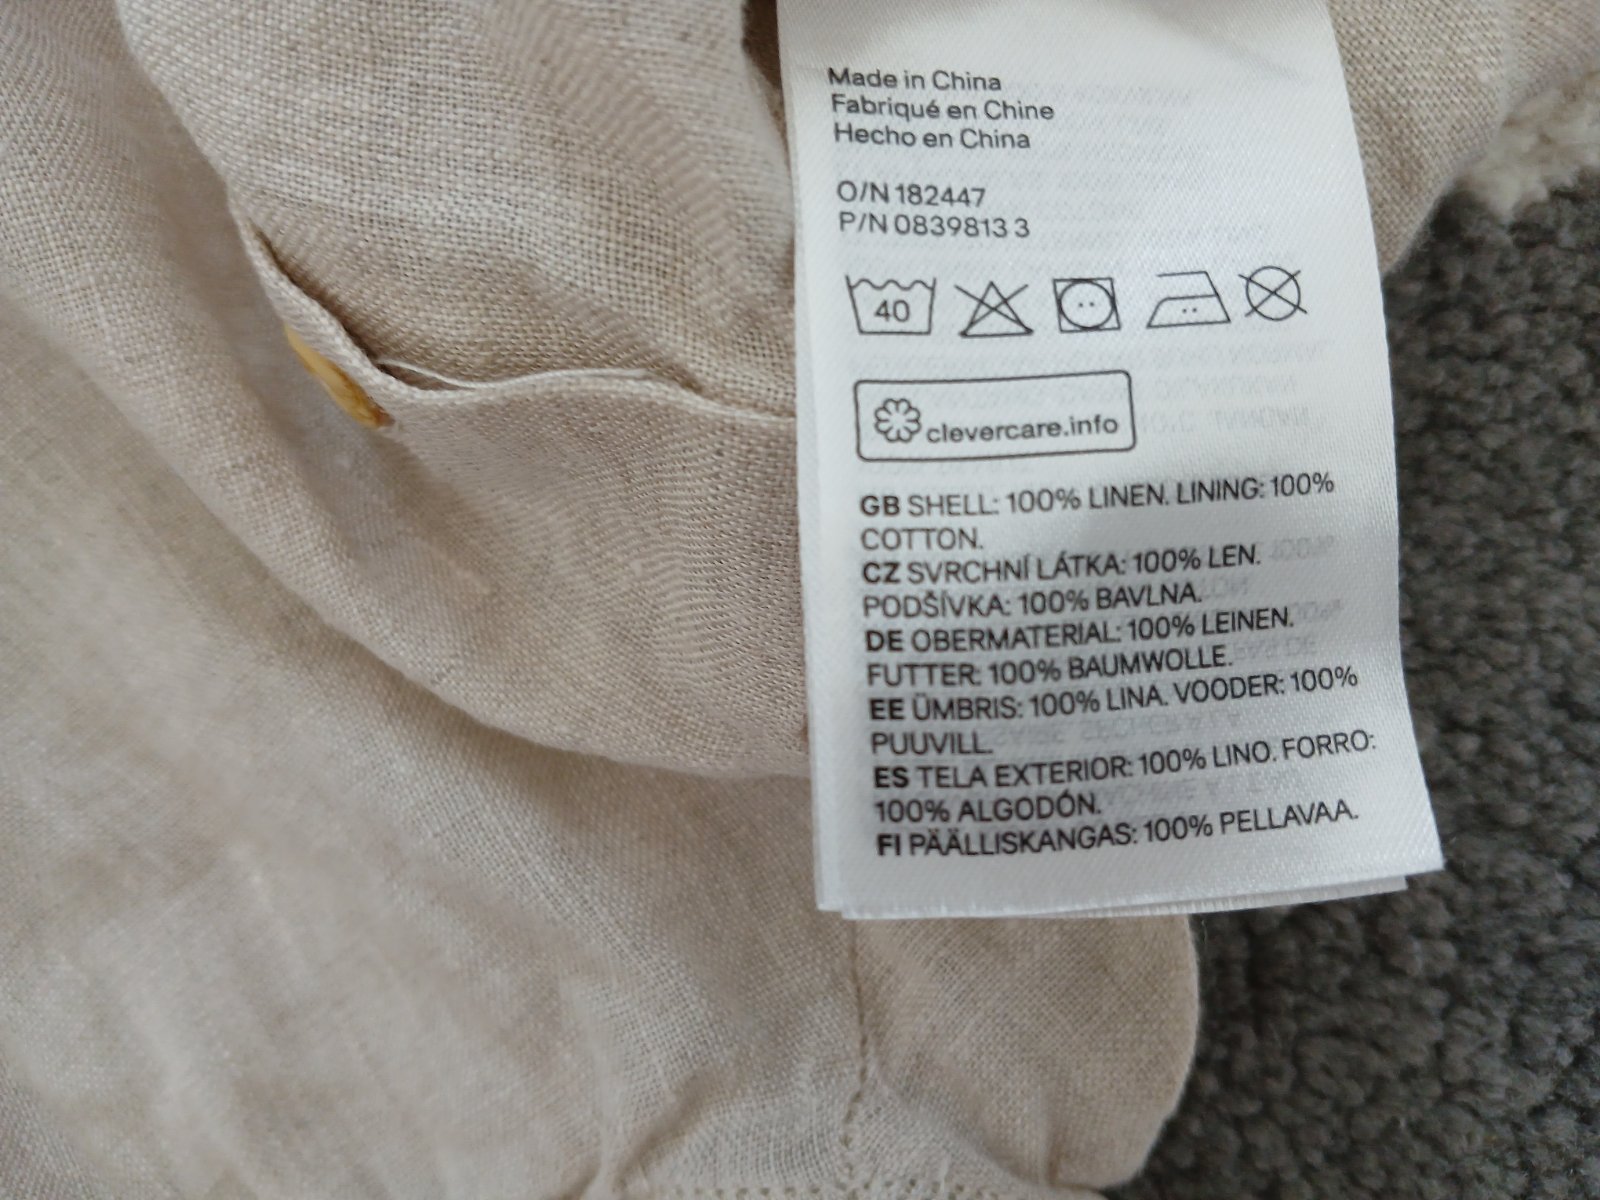 Made in China
Fabriqué en Chine
Hecho en China
O/N 182447
P/N 0839813 3
40
clevercare.info
GB SHELL: 100% LINEN. LINING: 100%
COTTON.
CZ SVRCHNÍ LÁTKA: 100% LEN.
PODŠÍVKA: 100% BAVLNA.
DE OBERMATERIAL: 100% LEINEN.
FUTTER: 100% BAUMWOLLE.
EE ÜMBRIS: 100% LINA. VOODER: 100%
PUUVILL.
ES TELA EXTERIOR: 100% LINO. FORRO:
100% ALGODÓN.
FI PÄÄLLISKANGAS: 100% PELLAVAA.